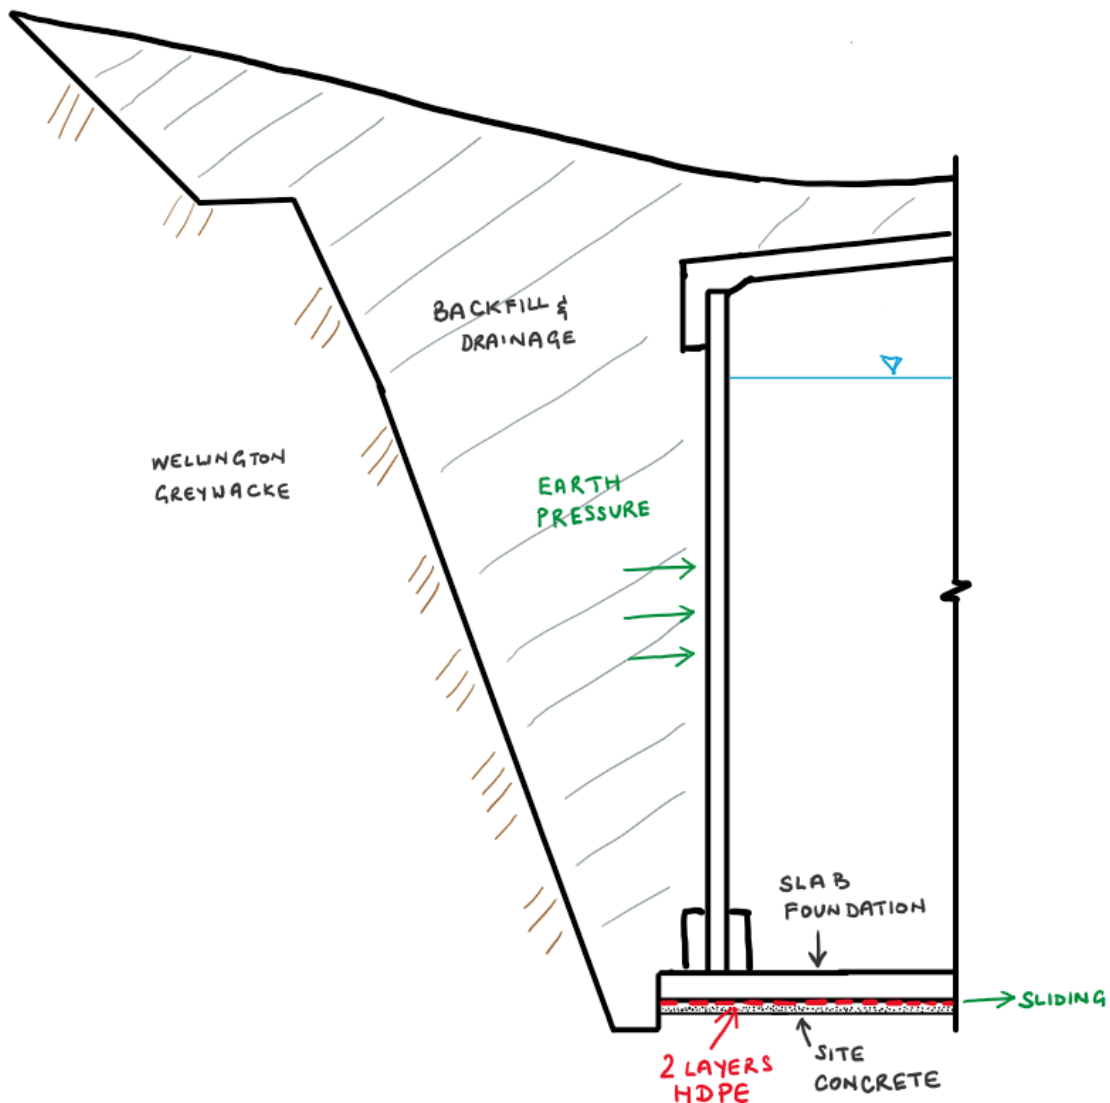 BACKFILL &
DRAINAGE
WELLINGTON
GREYWACKE
EARTH
PRESSURE
SLAB
FOUNDATION
SLIDING
2 LAYERS
HDPE
SITE
CONCRETE